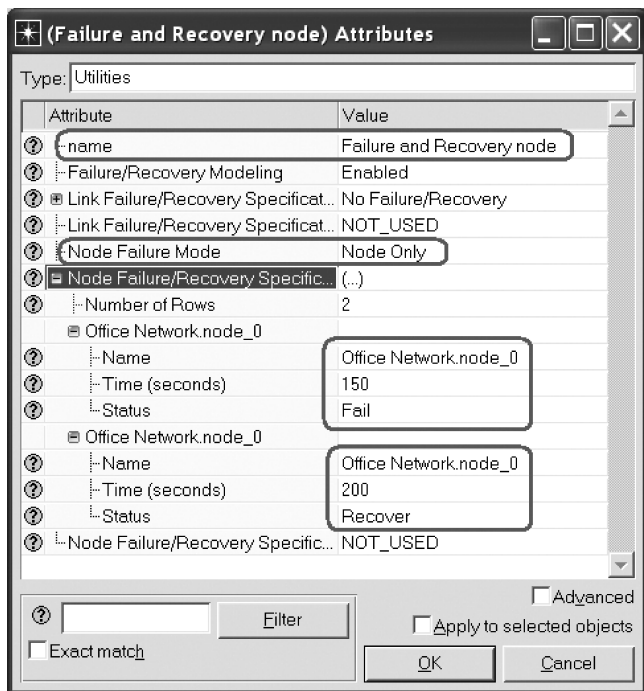 (Failure and Recovery node) Attributes
Type: Utilities
Attribute Value
name Failure and Recovery node
Failure/Recovery Modeling Enabled
Link Failure/Recovery Specificat... No Failure/Recovery
Link Failure/Recovery Specificat... NOT_USED
Node Failure Mode Node Only
Node Failure/Recovery Specific... (...)
Number of Rows 2
Office Network.node_0
Name Office Network.node_0
Time (seconds) 150
Status Fail
Office Network.node_0
Name Office Network.node_0
Time (seconds) 200
Status Recover
Node Failure/Recovery Specific... NOT_USED
Advanced
Filter
Apply to selected objects
Exact match
OK Cancel